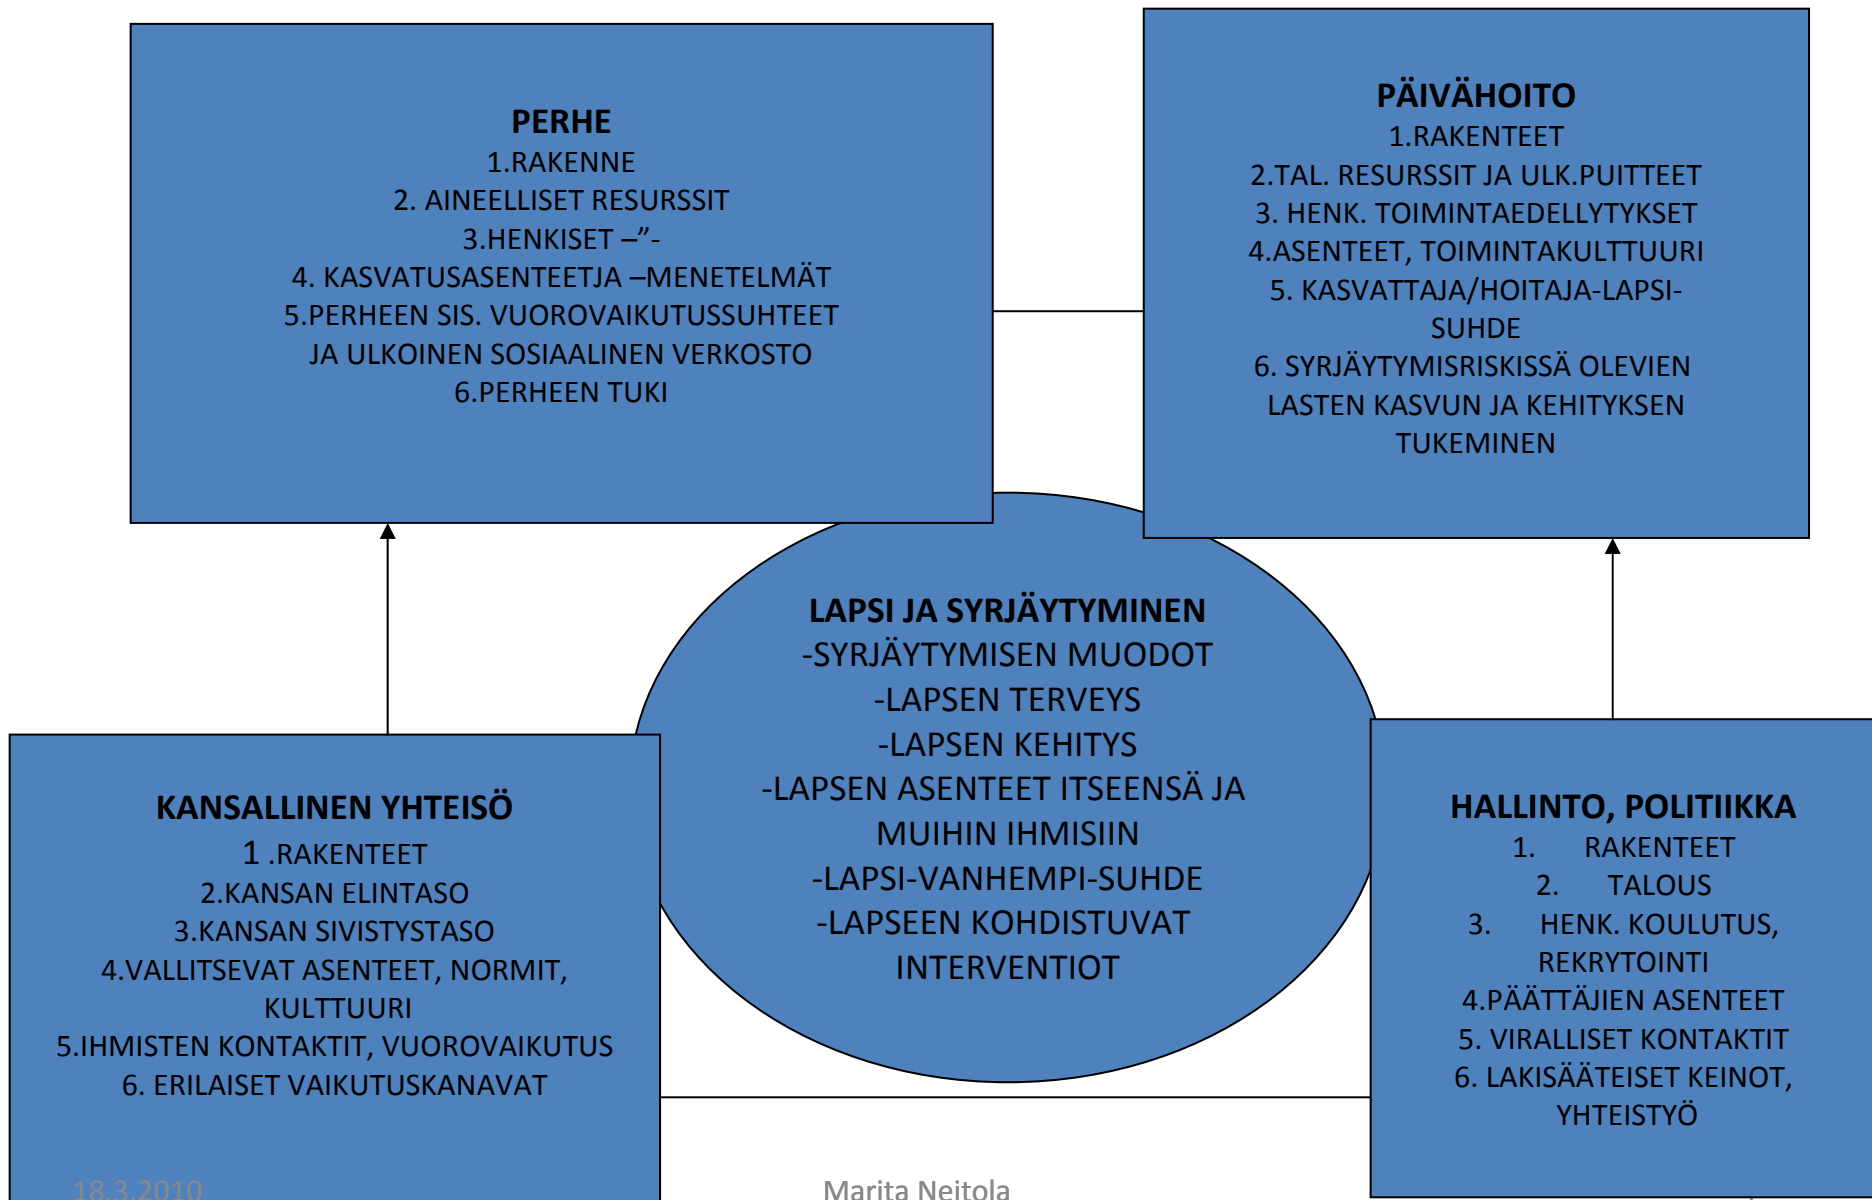 PERHE
1.RAKENNE
2. AINEELLISET RESURSSIT
3.HENKISET –”-
4. KASVATUSASENTEETJA –MENETELMÄT
5.PERHEEN SIS. VUOROVAIKUTUSSUHTEET
JA ULKOINEN SOSIAALINEN VERKOSTO
6.PERHEEN TUKI
PÄIVÄHOITO
1.RAKENTEET
2.TAL. RESURSSIT JA ULK.PUITTEET
3. HENK. TOIMINTAEDELLYTYKSET
4.ASENTEET, TOIMINTAKULTTUURI
5. KASVATTAJA/HOITAJA-LAPSI-
SUHDE
6. SYRJÄYTYMISRISKISSÄ OLEVIEN
LASTEN KASVUN JA KEHITYKSEN
TUKEMINEN
LAPSI JA SYRJÄYTYMINEN
-SYRJÄYTYMISEN MUODOT
-LAPSEN TERVEYS
-LAPSEN KEHITYS
-LAPSEN ASENTEET ITSEENSÄ JA
MUIHIN IHMISIIN
-LAPSI-VANHEMPI-SUHDE
-LAPSEEN KOHDISTUVAT
INTERVENTIOT
KANSALLINEN YHTEISÖ
1 .RAKENTEET
2.KANSAN ELINTASO
3.KANSAN SIVISTYSTASO
4.VALLITSEVAT ASENTEET, NORMIT,
KULTTUURI
5.IHMISTEN KONTAKTIT, VUOROVAIKUTUS
6. ERILAISET VAIKUTUSKANAVAT
HALLINTO, POLITIIKKA
1. RAKENTEET
2. TALOUS
3. HENK. KOULUTUS,
REKRYTOINTI
4.PÄÄTTÄJIEN ASENTEET
5. VIRALLISET KONTAKTIT
6. LAKISÄÄTEISET KEINOT,
YHTEISTYÖ
18.3.2010
Marita Neitola